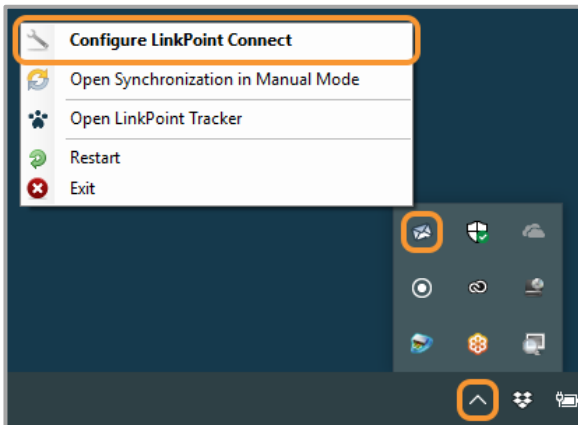 Configure LinkPoint Connect
Open Synchronization in Manual Mode
Open LinkPoint Tracker
Restart
Exit